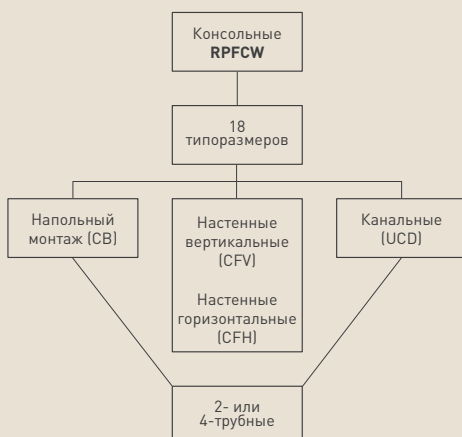 Консольные
RPFCW
18
типоразмеров
Напольный
монтаж (CB)
Настенные
вертикальные
(CFV)
Настенные
горизонтальные
(CFH)
Канальные
(UCD)
2- или
4-трубные